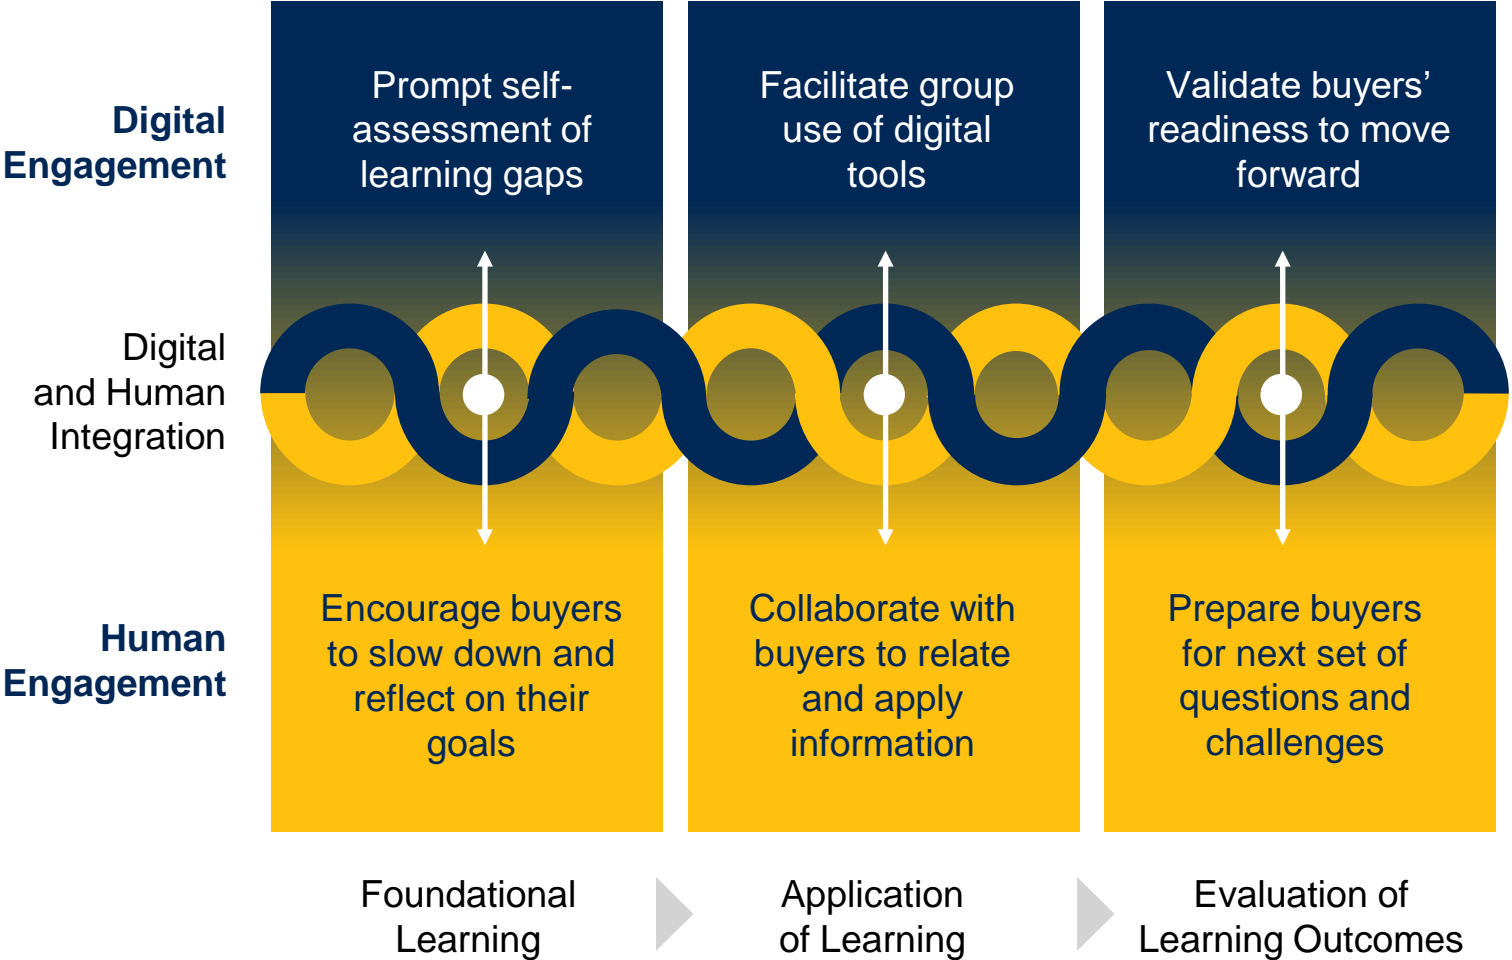 Digital
Engagement
Prompt self-
assessment of
learning gaps
Facilitate group
use of digital
tools
Validate buyers’
readiness to move
forward
Digital
and Human
Integration
Human
Engagement
Encourage buyers
to slow down and
reflect on their
goals
Collaborate with
buyers to relate
and apply
information
Prepare buyers
for next set of
questions and
challenges
Foundational
Learning
Application
of Learning
Evaluation of
Learning Outcomes